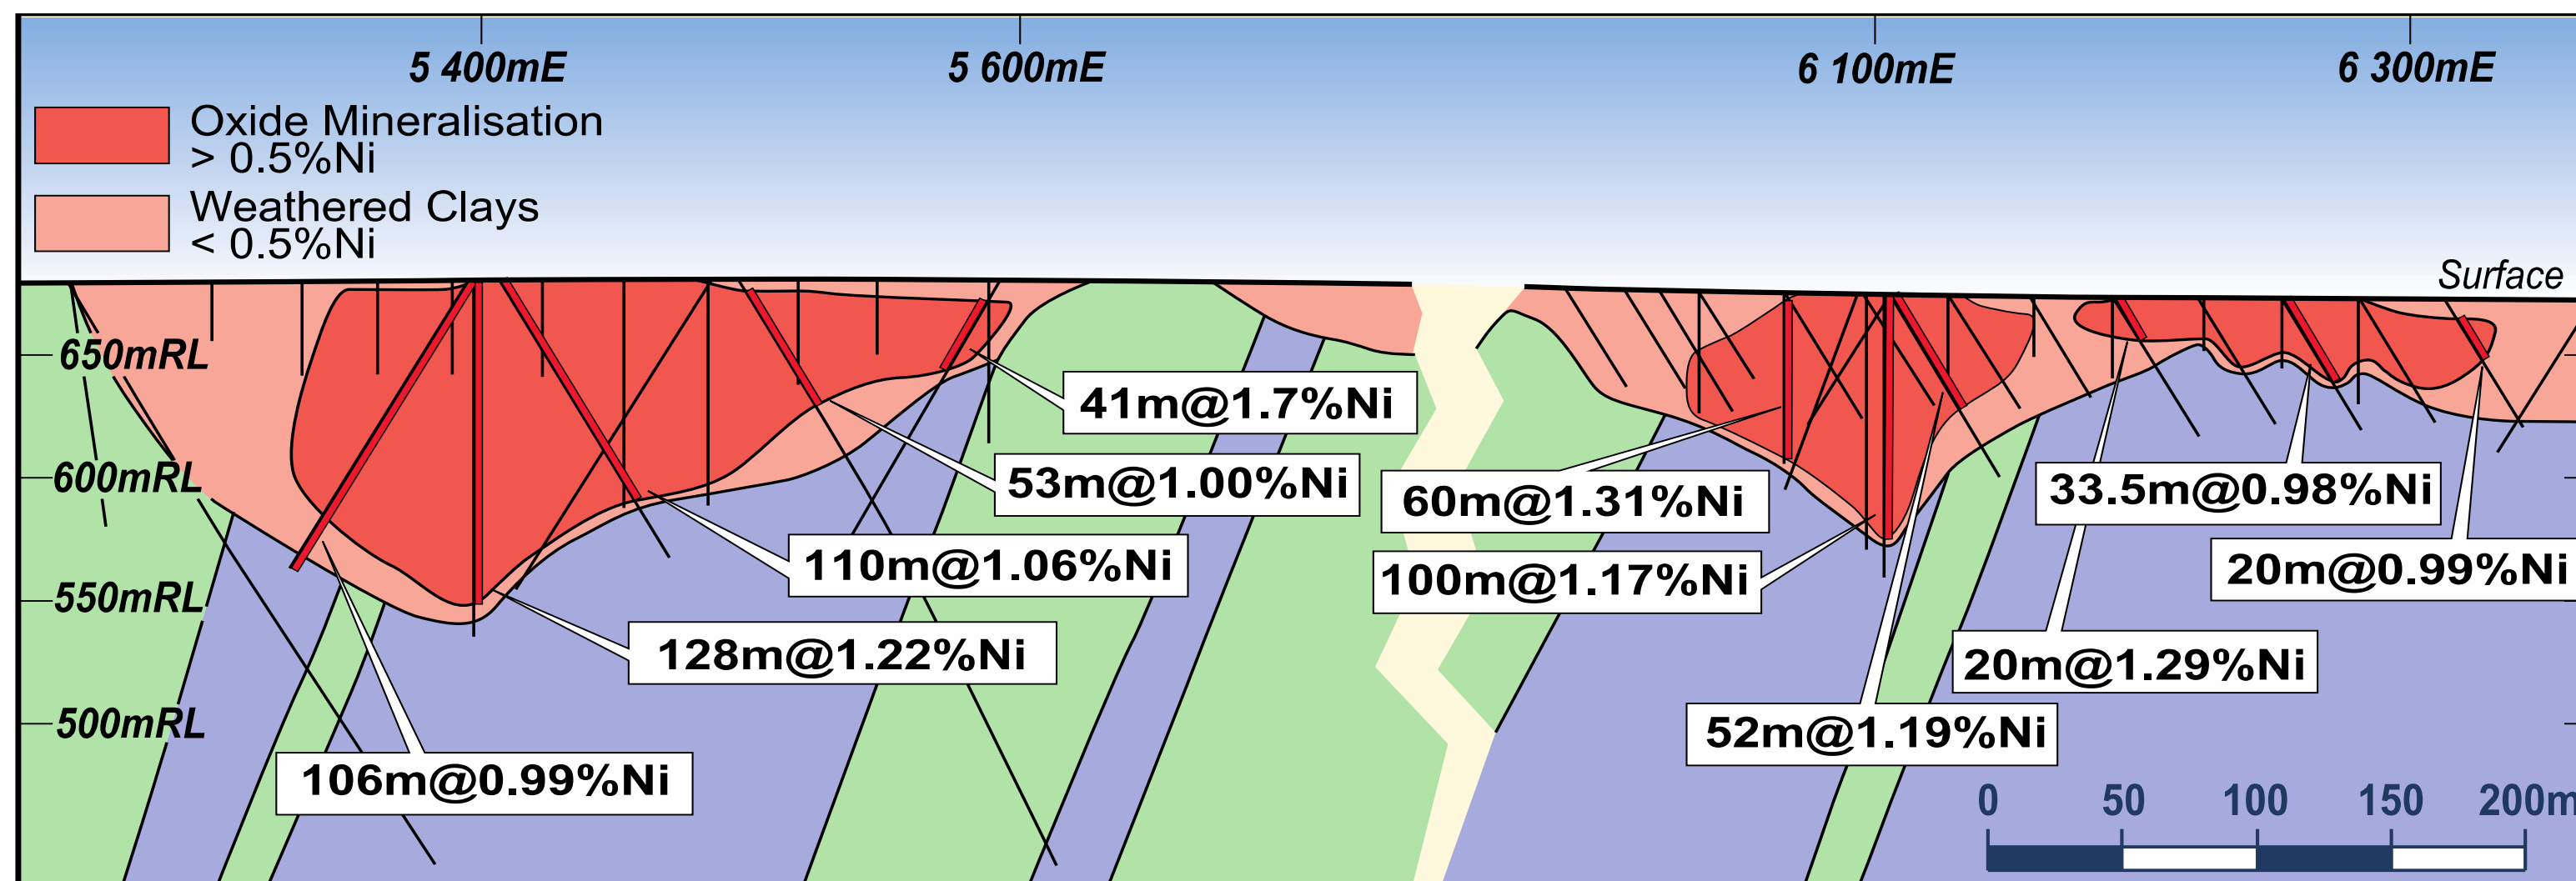 5 400mE
5 600mE
6 100mE
6 300mE
Oxide Mineralisation
> 0.5%Ni
Weathered Clays
< 0.5%Ni
Surface
650mRL
600mRL
550mRL
500mRL
41m@1.7%Ni
53m@1.00%Ni
110m@1.06%Ni
128m@1.22%Ni
106m@0.99%Ni
60m@1.31%Ni
100m@1.17%Ni
52m@1.19%Ni
33.5m@0.98%Ni
20m@0.99%Ni
20m@1.29%Ni
0 50 100 150 200m